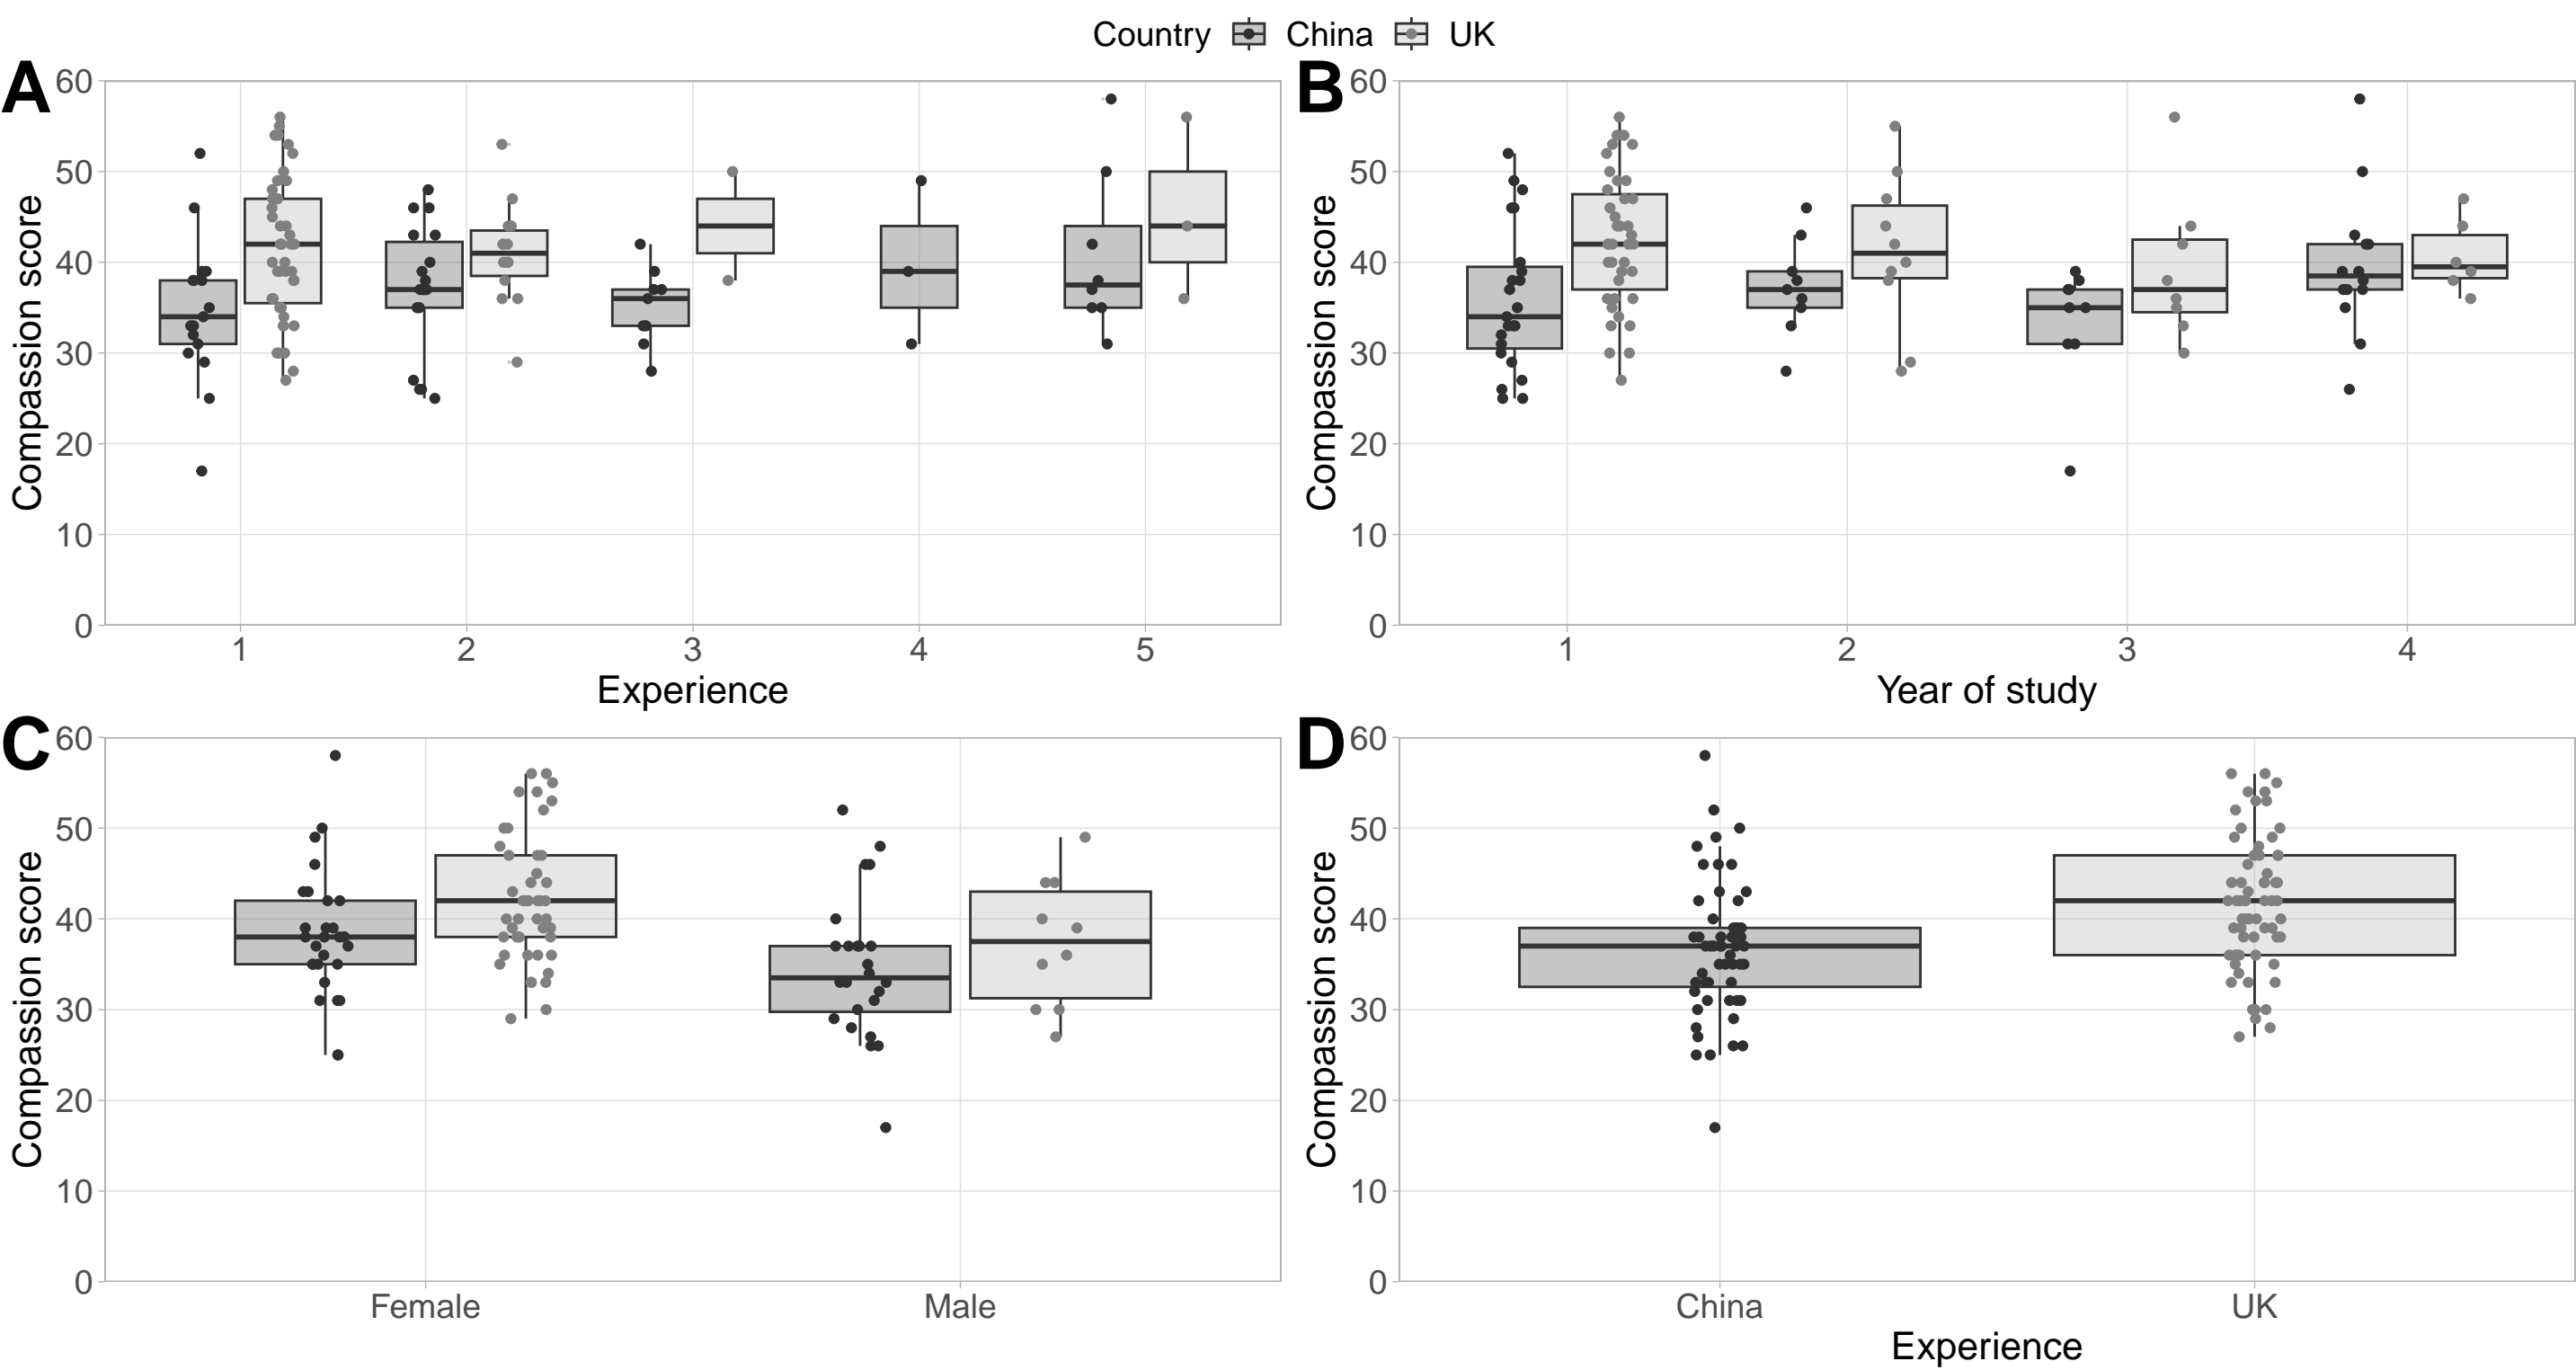 Country China UK
A
60
50
40
30
20
10
0
Compassion score
1 2 3 4 5
Experience
B
60
50
40
30
20
10
0
Compassion score
1 2 3 4
Year of study
C
60
50
40
30
20
10
0
Compassion score
Female Male
D
60
50
40
30
20
10
0
Compassion score
China UK
Experience